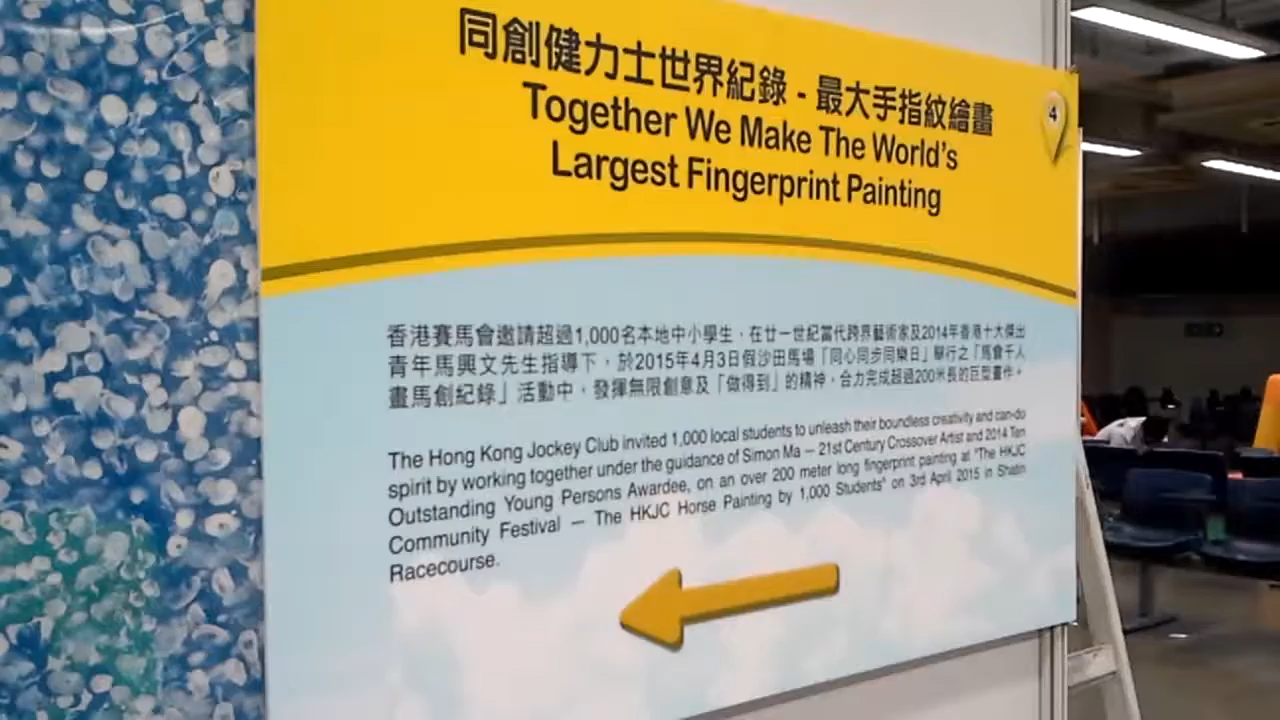 同創健力士世界紀錄 - 最大手指紋繪畫
Together We Make The World's
Largest Fingerprint Painting
4
香港賽馬會邀請超過1,000名本地中小學生，在廿一世紀當代跨界藝術家及2014年香港十大傑出
青年馬興文先生指導下，於2015年4月3日假沙田馬場「同心同步同樂日」舉行之「馬會千人
畫馬創紀錄」活動中，發揮無限創意及「做得到」的精神，合力完成超過200米長的巨型畫作。
The Hong Kong Jockey Club invited 1,000 local students to unleash their boundless creativity and can-do
spirit by working together under the guidance of Simon Ma – 21st Century Crossover Artist and 2014 Ten
Outstanding Young Persons Awardee, on an over 200 meter long fingerprint painting at "The HKJC
Community Festival – The HKJC Horse Painting by 1,000 Students" on 3rd April 2015 in Shatin
Racecourse.